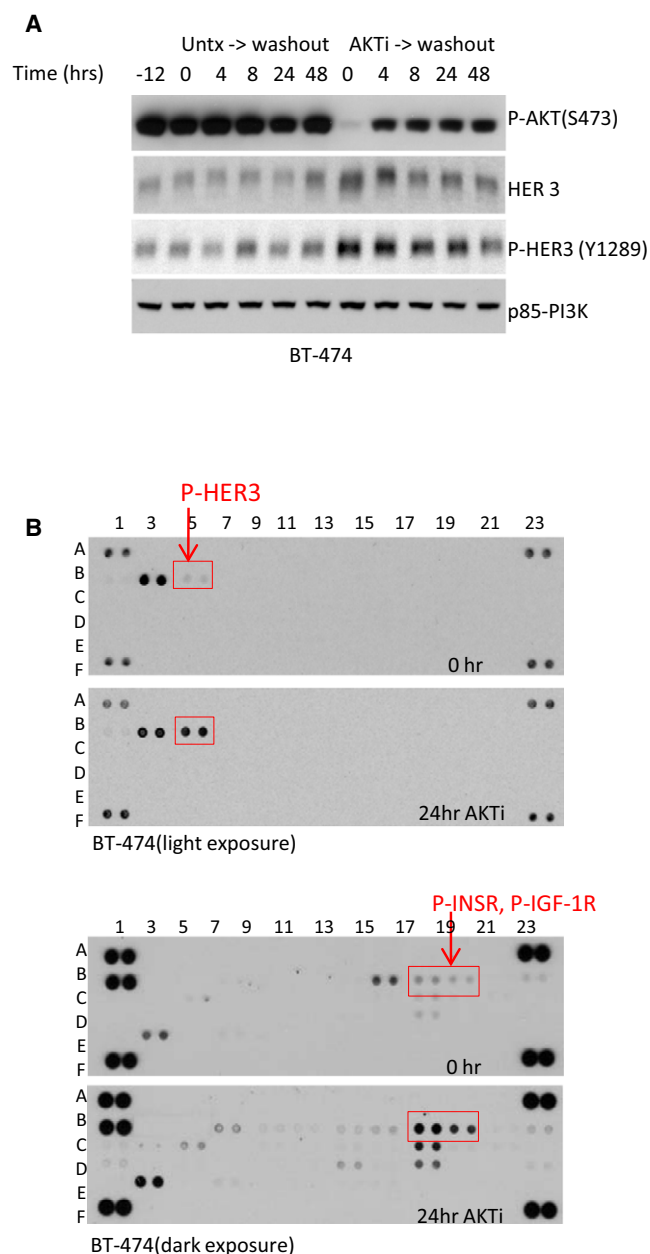 A
Untx -> washout AKTi -> washout
Time (hrs) -12 0 4 8 24 48 0 4 8 24 48
P-AKT(S473)
HER 3
P-HER3 (Y1289)
p85-PI3K
BT-474
P-HER3
B
1 3 5 7 9 11 13 15 17 19 21 23
A
B
C
D
E
F
0 hr
A
B
C
D
E
F
24hr AKTi
BT-474(light exposure)
P-INSR, P-IGF-1R
1 3 5 7 9 11 13 15 17 19 21 23
A
B
C
D
E
F
0 hr
A
B
C
D
E
F
24hr AKTi
BT-474(dark exposure)